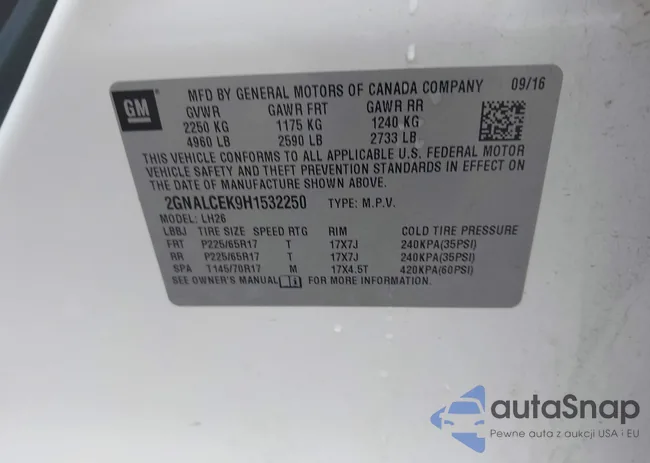 GM
MFD BY GENERAL MOTORS OF CANADA COMPANY 09/16
GVWR GAWR FRT GAWR RR
2250 KG 1175 KG 1240 KG
4960 LB 2590 LB 2733 LB
THIS VEHICLE CONFORMS TO ALL APPLICABLE U.S. FEDERAL MOTOR
VEHICLE SAFETY AND THEFT PREVENTION STANDARDS IN EFFECT ON
THE DATE OF MANUFACTURE SHOWN ABOVE.
2GNALCEK9H1532250 TYPE: M.P.V.
MODEL: LH26
LBBJ TIRE SIZE SPEED RTG RIM COLD TIRE PRESSURE
FRT P225/65R17 T 17X7J 240KPA(35PSI)
RR P225/65R17 T 17X7J 240KPA(35PSI)
SPA T145/70R17 M 17X4.5T 420KPA(60PSI)
SEE OWNER'S MANUAL FOR MORE INFORMATION.
autaSnap
Pewne auta z aukcji USA i EU